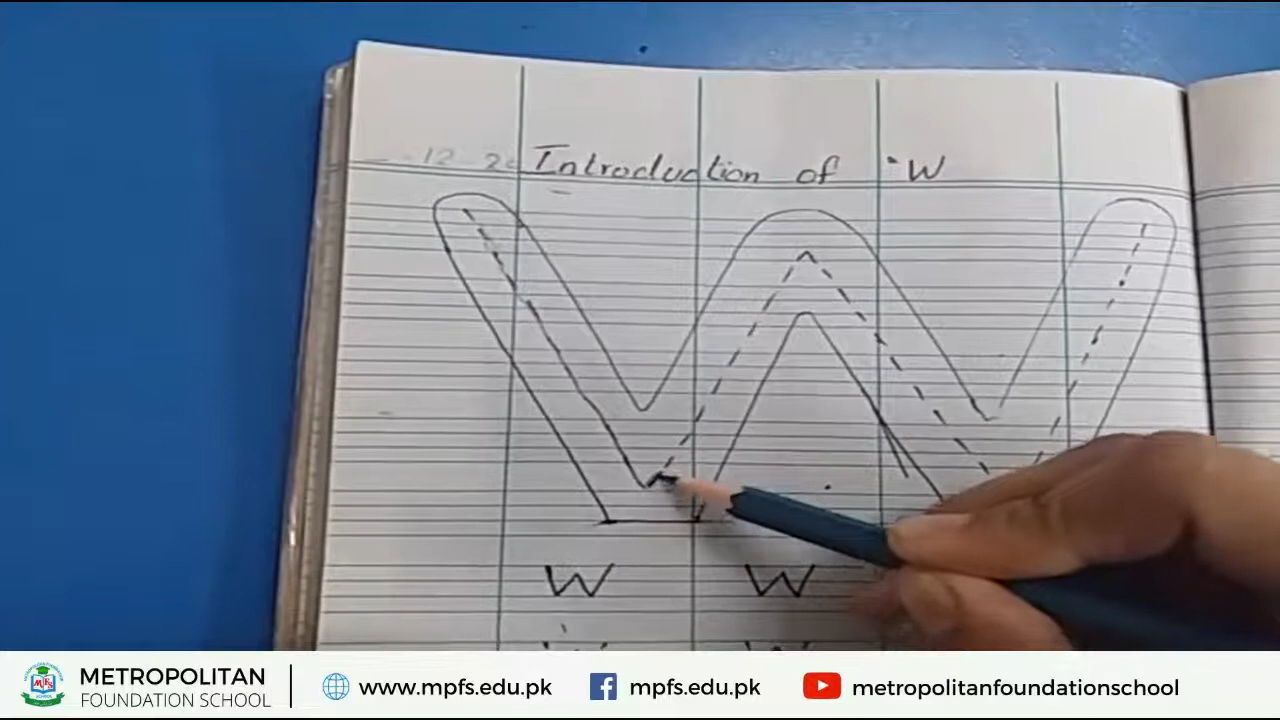 Introduction of W
W W
METROPOLITAN
FOUNDATION SCHOOL
www.mpfs.edu.pk
mpfs.edu.pk
metropolitanfoundationschool